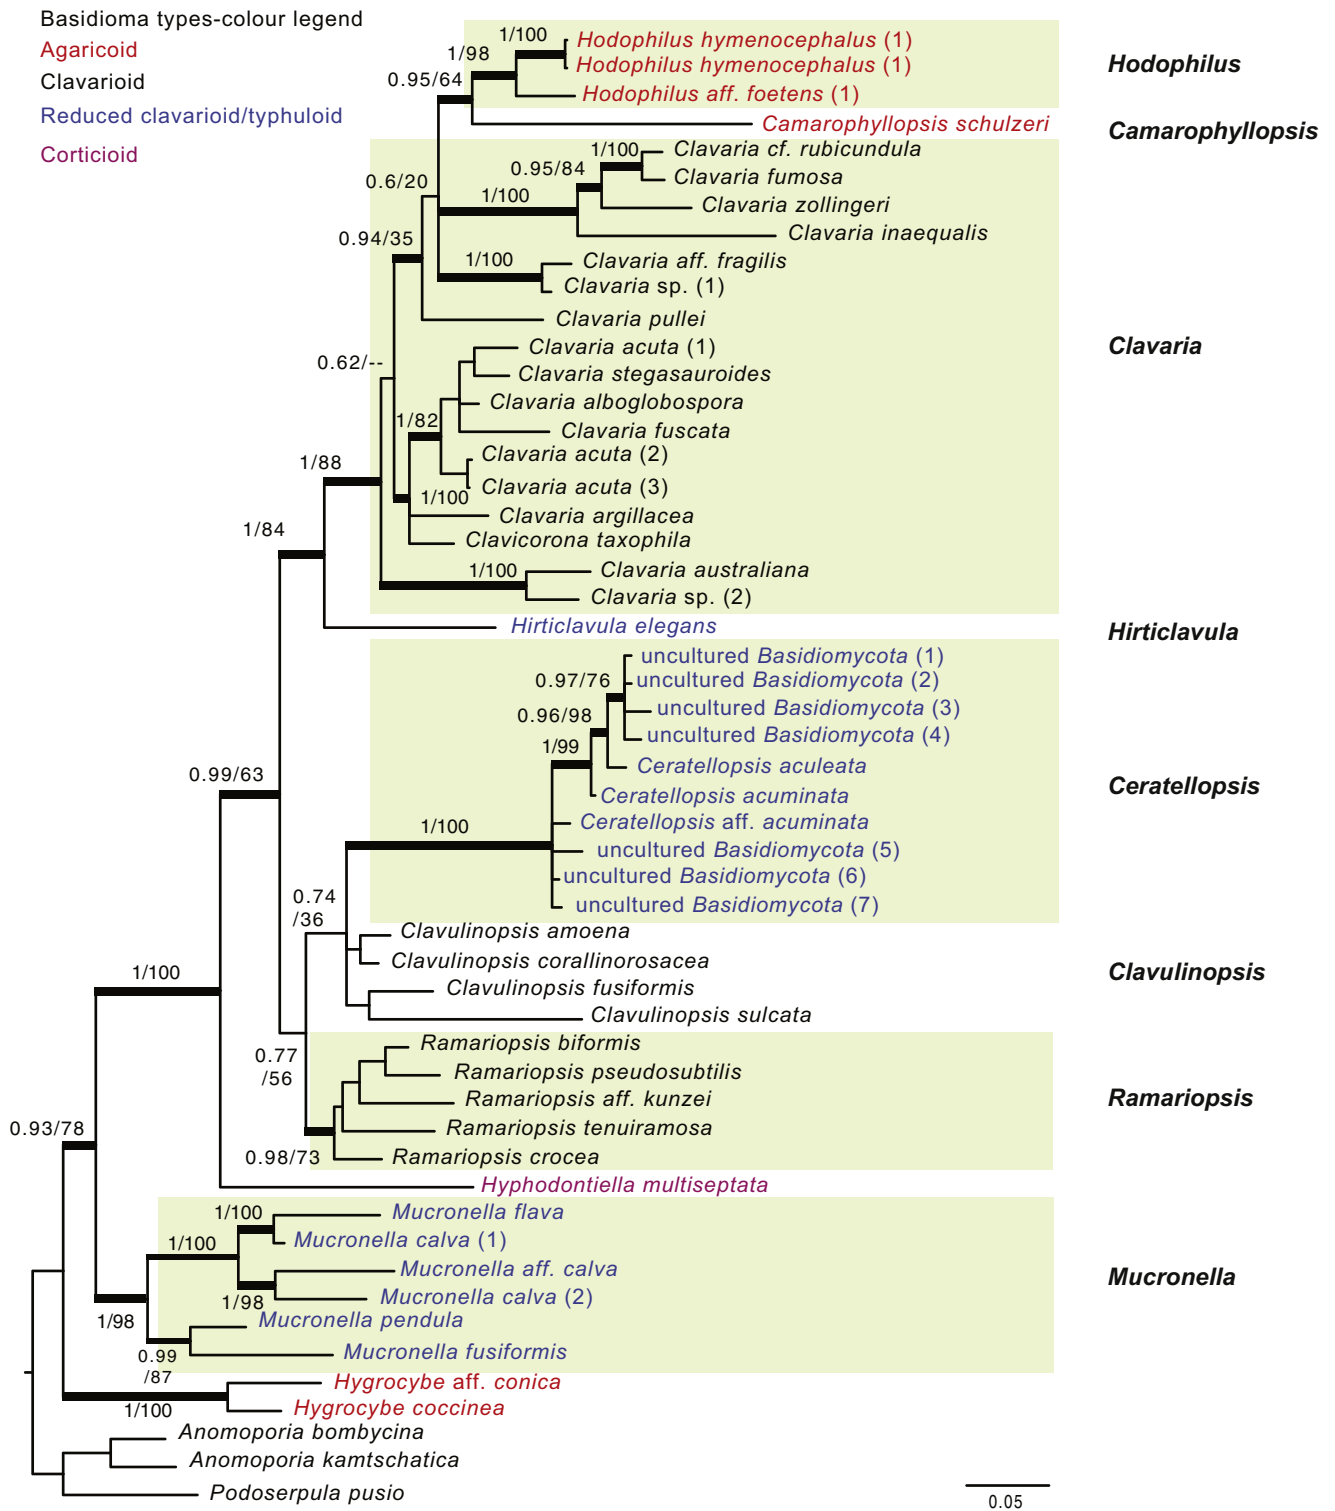 Basidioma types-colour legend
Agaricoid
Clavarioid
Reduced clavarioid/typhuloid
Corticioid
1/100
Hodophilus hymenocephalus (1)
1/98
Hodophilus hymenocephalus (1)
Hodophilus
0.95/64
Hodophilus aff. foetens (1)
Camarophyllopsis schulzeri
Camarophyllopsis
1/100
Clavaria cf. rubicundula
0.95/84
Clavaria fumosa
0.6/20
1/100
Clavaria zollingeri
Clavaria inaequalis
0.94/35
1/100
Clavaria aff. fragilis
Clavaria sp. (1)
Clavaria pullei
Clavaria
0.62/--
Clavaria acuta (1)
Clavaria stegasauroides
Clavaria alboglobospora
1/82
Clavaria fuscata
Clavaria acuta (2)
1/88
Clavaria acuta (3)
1/100
Clavaria argillacea
1/84
Clavicorona taxophila
1/100
Clavaria australiana
Clavaria sp. (2)
Hirticlavula elegans
Hirticlavula
uncultured Basidiomycota (1)
0.97/76
uncultured Basidiomycota (2)
0.96/98
uncultured Basidiomycota (3)
uncultured Basidiomycota (4)
1/99
Ceratellopsis aculeata
0.99/63
Ceratellopsis
Ceratellopsis acuminata
Ceratellopsis aff. acuminata
1/100
uncultured Basidiomycota (5)
uncultured Basidiomycota (6)
0.74
/36
uncultured Basidiomycota (7)
Clavulinopsis amoena
Clavulinopsis corallinorosacea
1/100
Clavulinopsis
Clavulinopsis fusiformis
Clavulinopsis sulcata
Ramariopsis biformis
0.77
/56
Ramariopsis pseudosubtilis
Ramariopsis aff. kunzei
Ramariopsis
0.93/78
Ramariopsis tenuiramosa
0.98/73
Ramariopsis crocea
Hyphodontiella multiseptata
1/100
Mucronella flava
1/100
Mucronella calva (1)
Mucronella aff. calva
Mucronella
1/98
Mucronella calva (2)
1/98
Mucronella pendula
0.99
/87
Mucronella fusiformis
Hygrocybe aff. conica
1/100
Hygrocybe coccinea
Anomoporia bombycina
Anomoporia kamtschatica
Podoserpula pusio
0.05